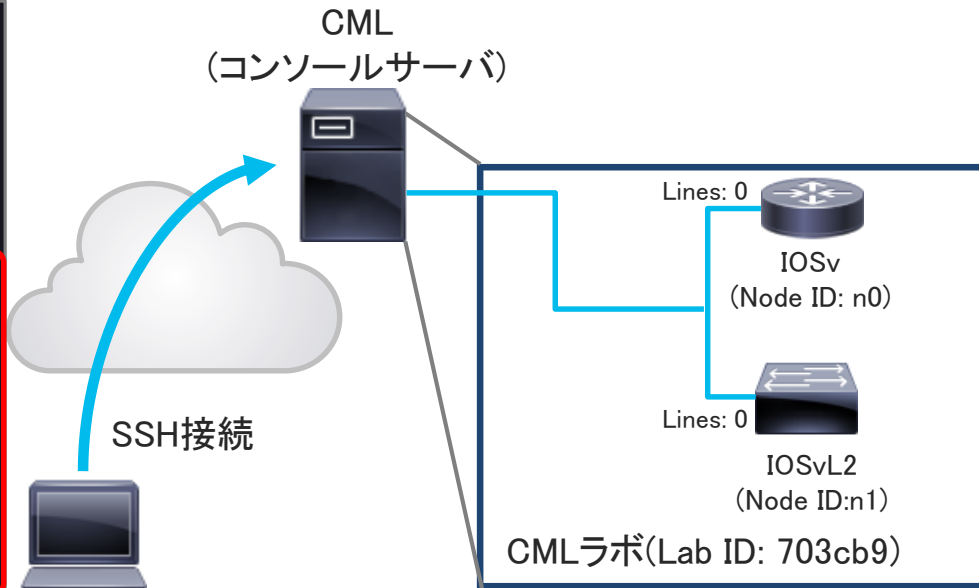 CML
(コンソールサーバ)
Lines: 0
IOSv
(Node ID: n0)
SSH接続
Lines: 0
IOSvL2
(Node ID:n1)
CMLラボ(Lab ID: 703cb9)